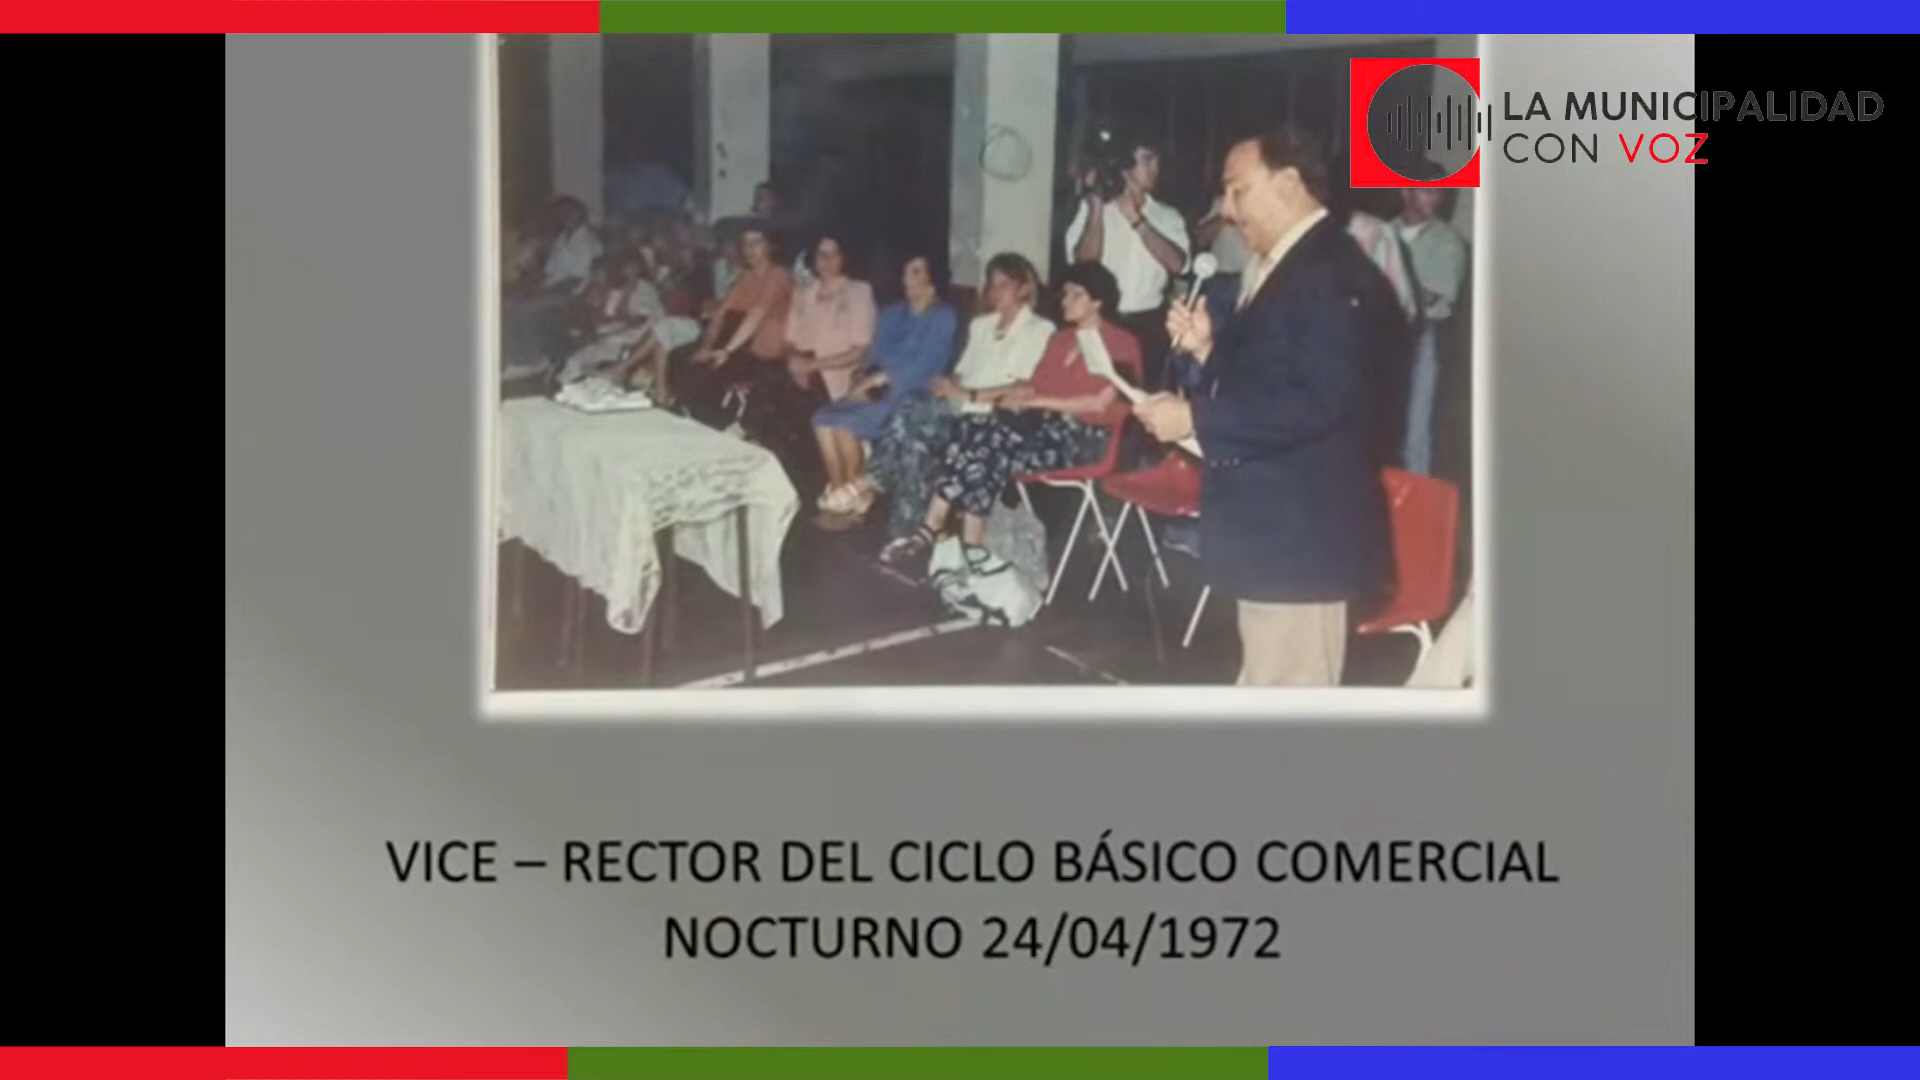 LA MUNICIPALIDAD
CON VOZ
VICE – RECTOR DEL CICLO BÁSICO COMERCIAL
NOCTURNO 24/04/1972